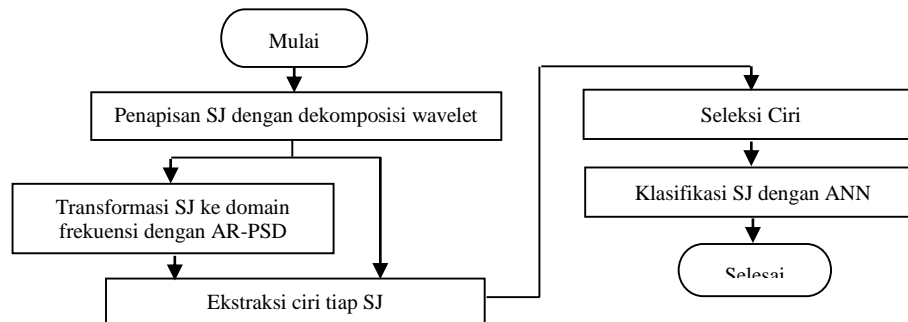 Mulai
Penapisan SJ dengan dekomposisi wavelet
Transformasi SJ ke domain
frekuensi dengan AR-PSD
Ekstraksi ciri tiap SJ
Seleksi Ciri
Klasifikasi SJ dengan ANN
Selesai